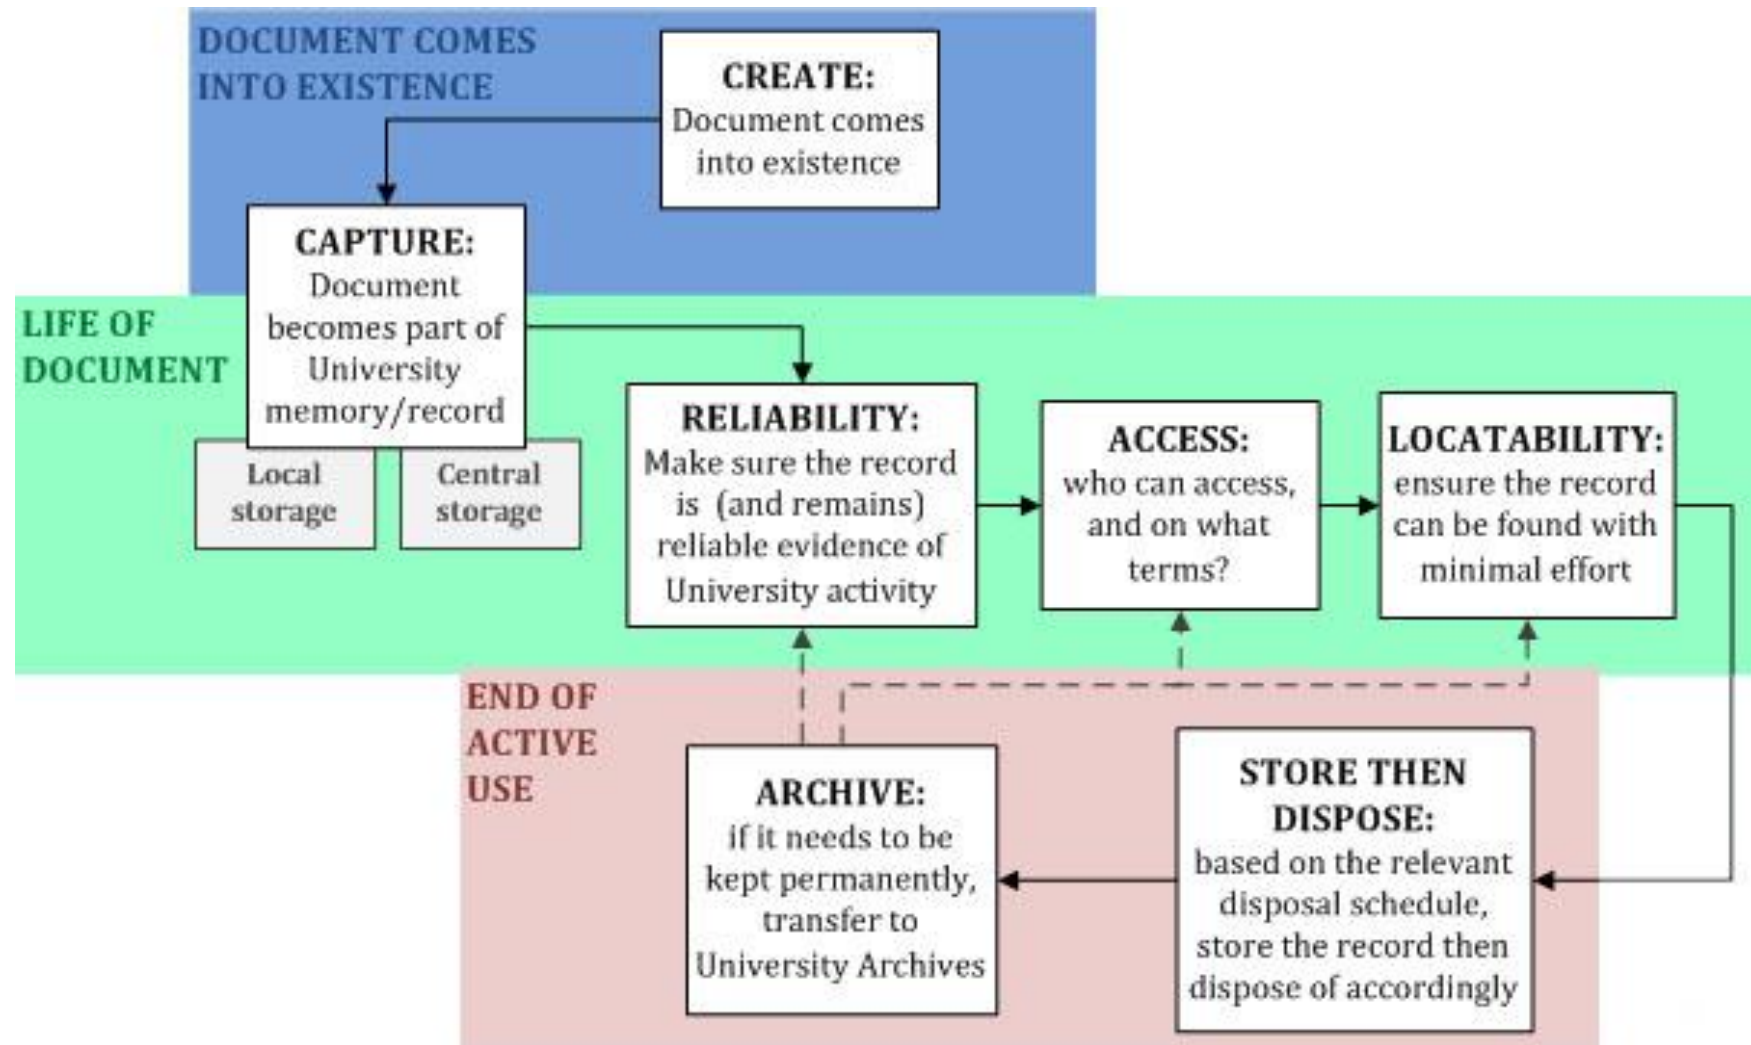 DOCUMENT COMES
INTO EXISTENCE
CREATE:
Document comes
into existence
CAPTURE:
Document
becomes part of
University
memory/record
Local
storage
Central
storage
LIFE OF
DOCUMENT
RELIABILITY:
Make sure the record
is (and remains)
reliable evidence of
University activity
ACCESS:
who can access,
and on what
terms?
LOCATABILITY:
ensure the record
can be found with
minimal effort
END OF
ACTIVE
USE
ARCHIVE:
if it needs to be
kept permanently,
transfer to
University Archives
STORE THEN
DISPOSE:
based on the relevant
disposal schedule,
store the record then
dispose of accordingly